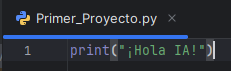 Primer_Proyecto.py ×
1 print("¡Hola IA!")